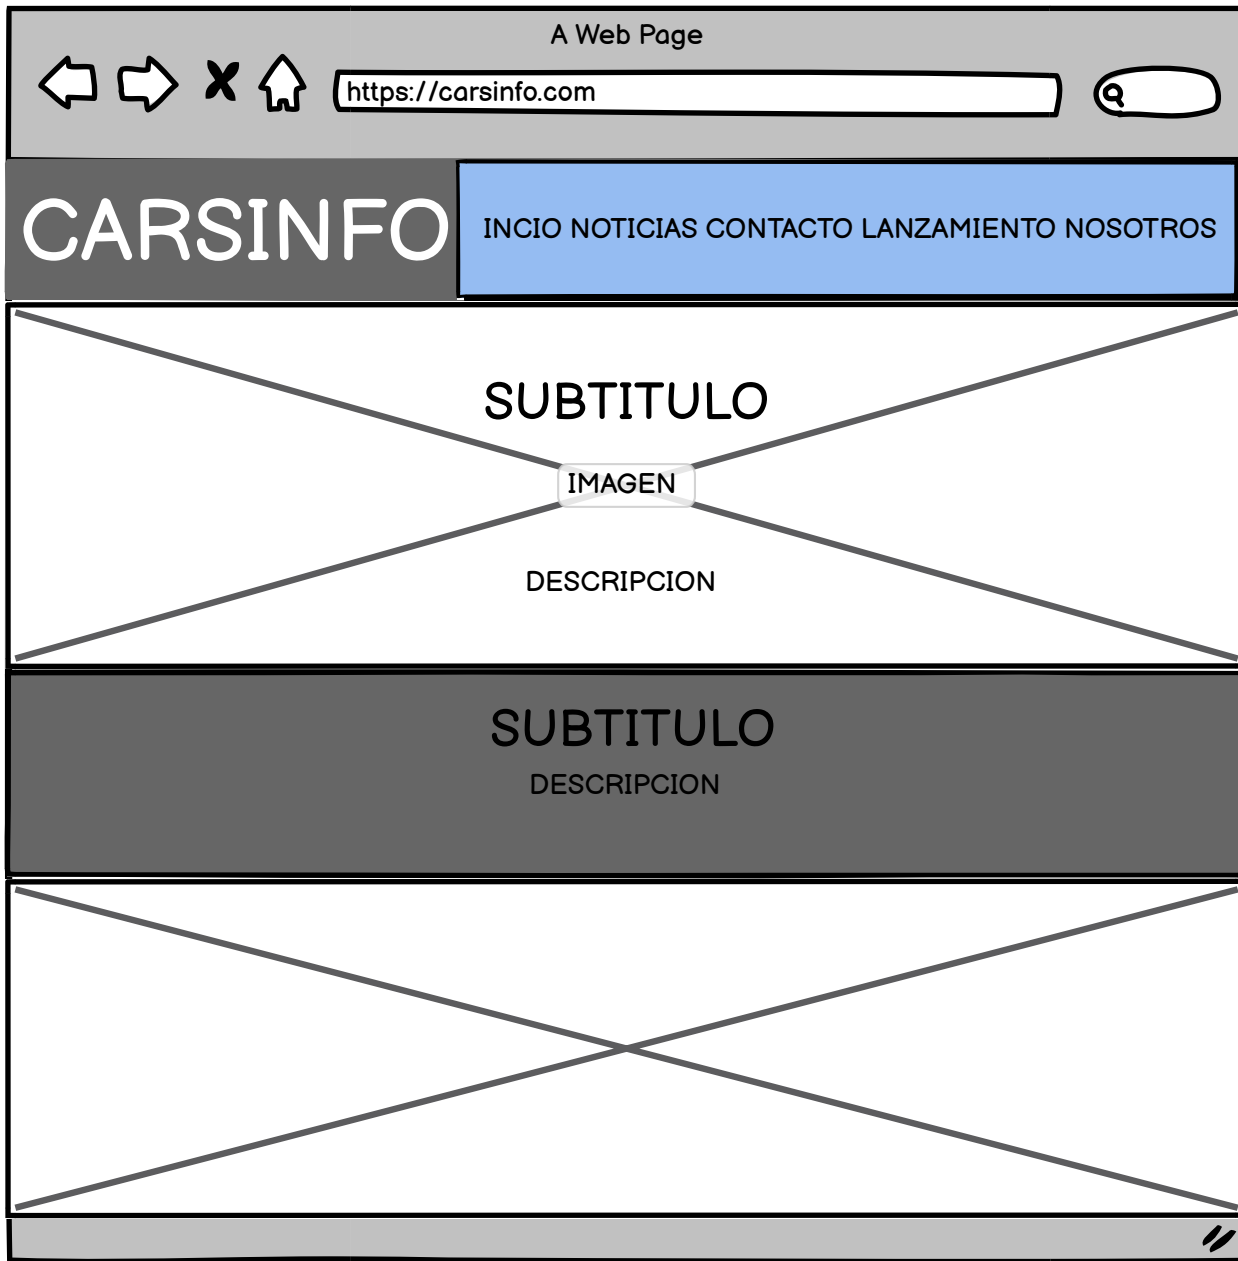 A Web Page
https://carsinfo.com
CARSINFO
INCIO NOTICIAS CONTACTO LANZAMIENTO NOSOTROS
SUBTITULO
IMAGEN
DESCRIPCION
SUBTITULO
DESCRIPCION